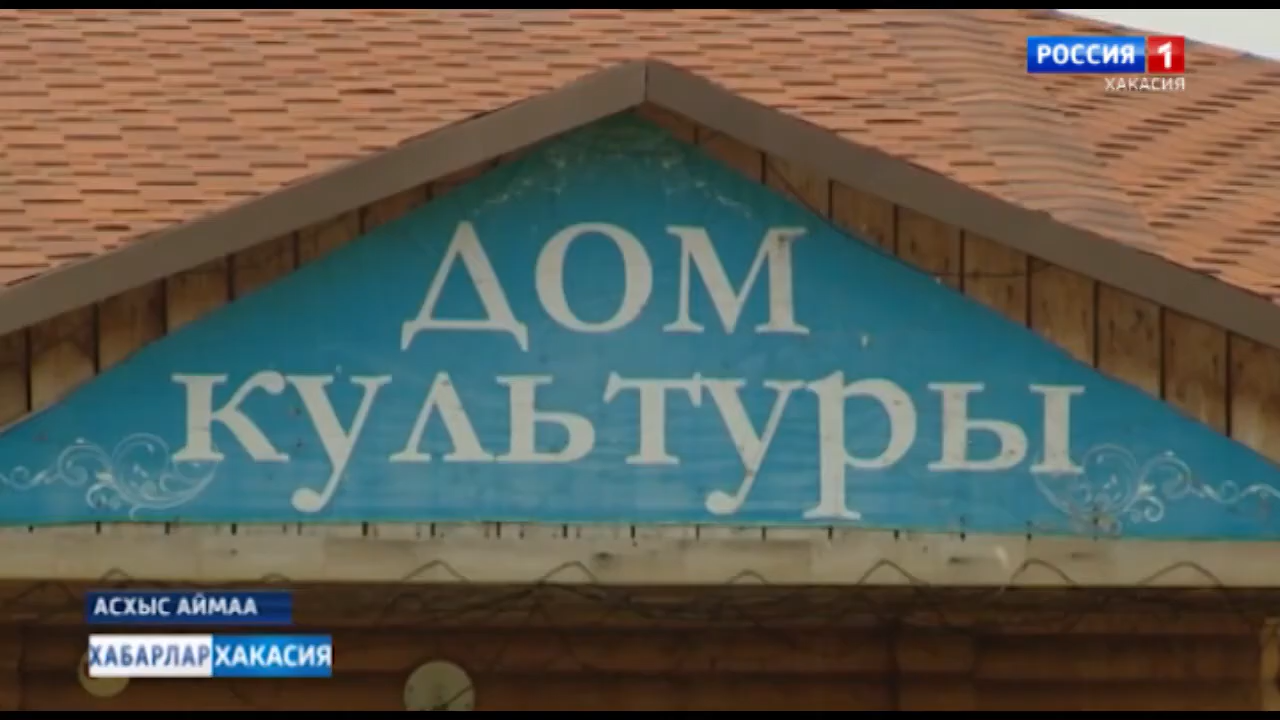 РОССИЯ 1
ХАКАСИЯ
ДОМ
КУЛЬТУРЫ
АСХЫС АЙМАА
ХАБАРЛАР ХАКАСИЯ